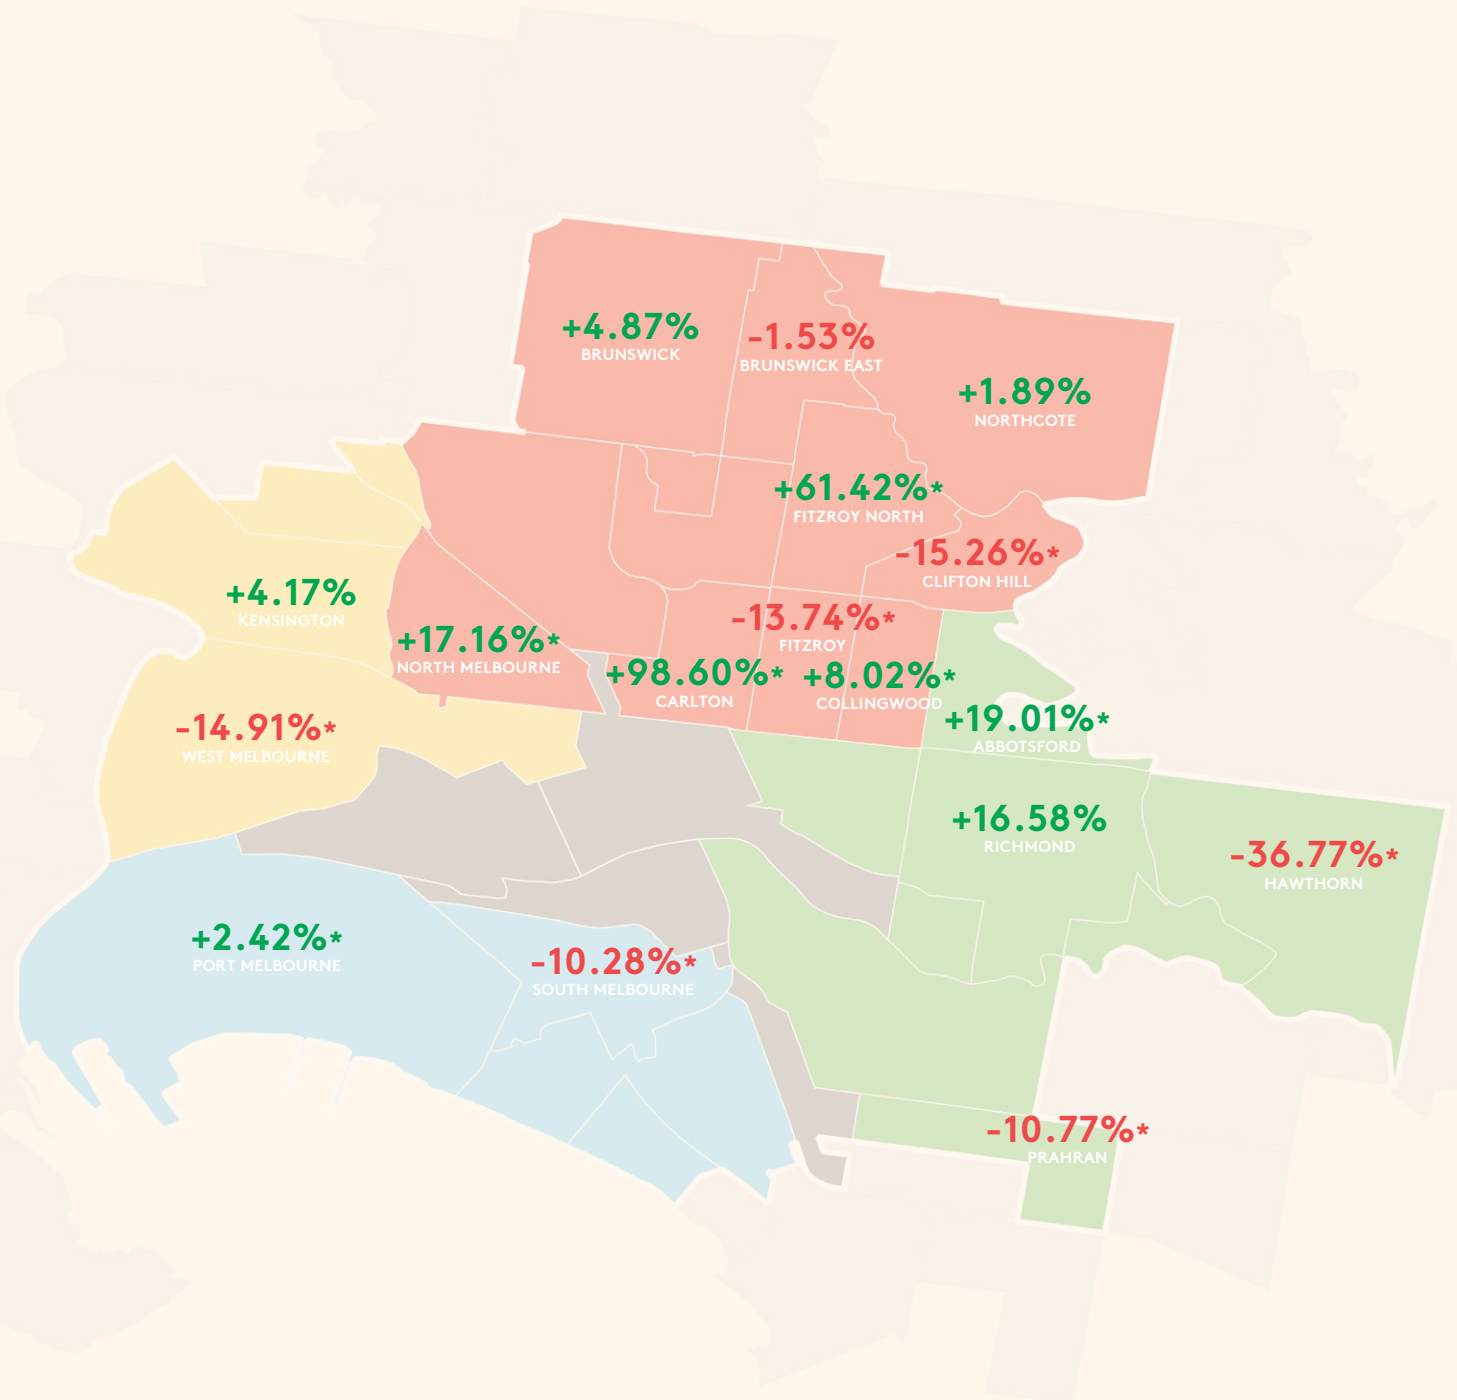 +4.87%
BRUNSWICK
-1.53%
BRUNSWICK EAST
+1.89%
NORTHCOTE
+61.42%*
FITZROY NORTH
-15.26%*
CLIFTON HILL
+4.17%
KENSINGTON
+17.16%*
NORTH MELBOURNE
-13.74%*
FITZROY
+98.60%*
CARLTON
+8.02%*
COLLINGWOOD
-14.91%*
WEST MELBOURNE
+19.01%*
ABBOTSFORD
+16.58%
RICHMOND
-36.77%*
HAWTHORN
+2.42%*
PORT MELBOURNE
-10.28%*
SOUTH MELBOURNE
-10.77%*
PRAHRAN